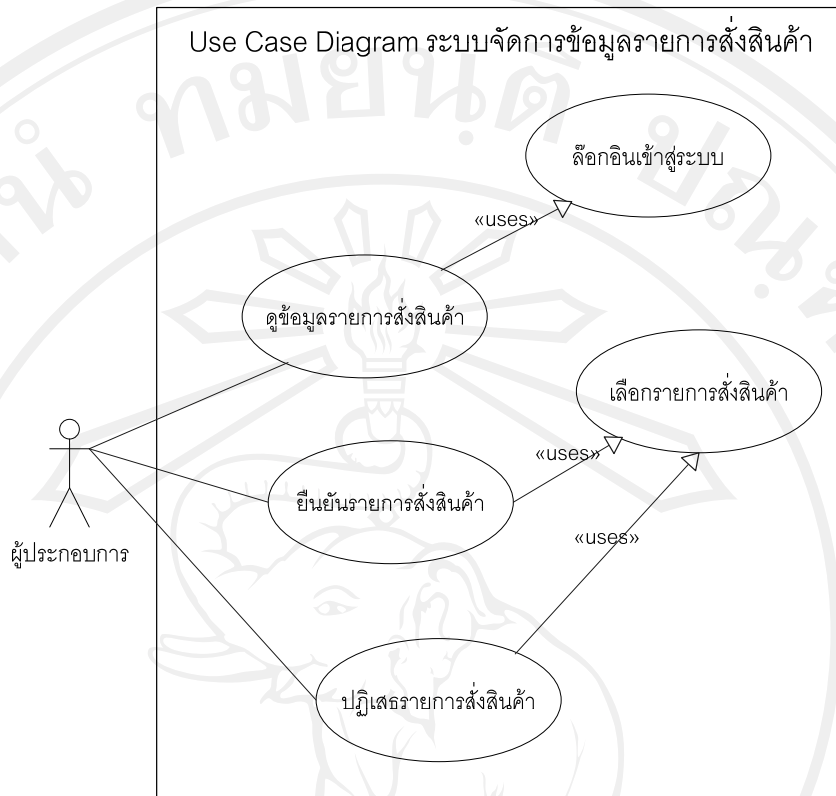 Use Case Diagram ระบบจัดการข้อมูลรายการสั่งสินค้า
ล๊อกอินเข้าสู่ระบบ
«uses»
ดูข้อมูลรายการสั่งสินค้า
เลือกรายการสั่งสินค้า
«uses»
ยืนยันรายการสั่งสินค้า
«uses»
ผู้ประกอบการ
ปฏิเสธรายการสั่งสินค้า